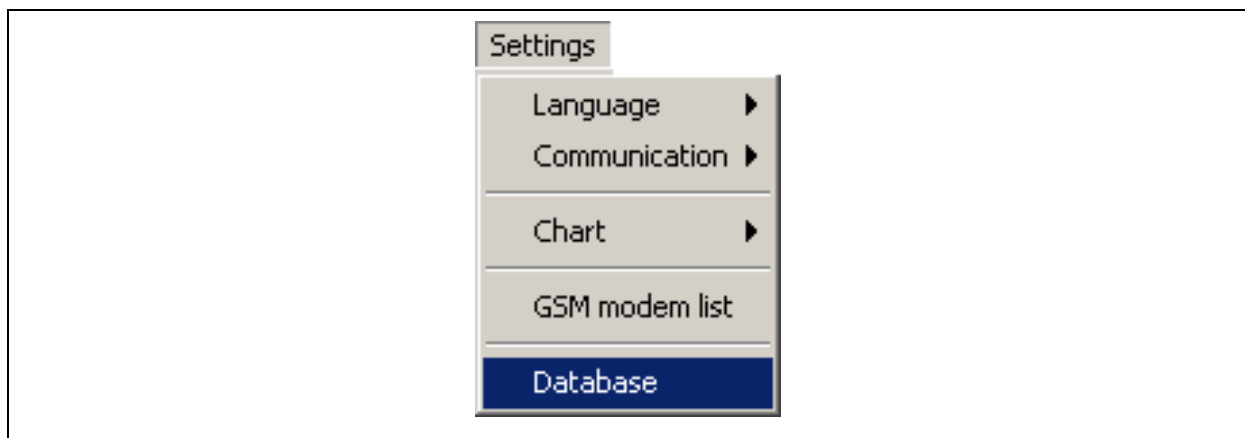 Settings
Language
Communication
Chart
GSM modem list
Database